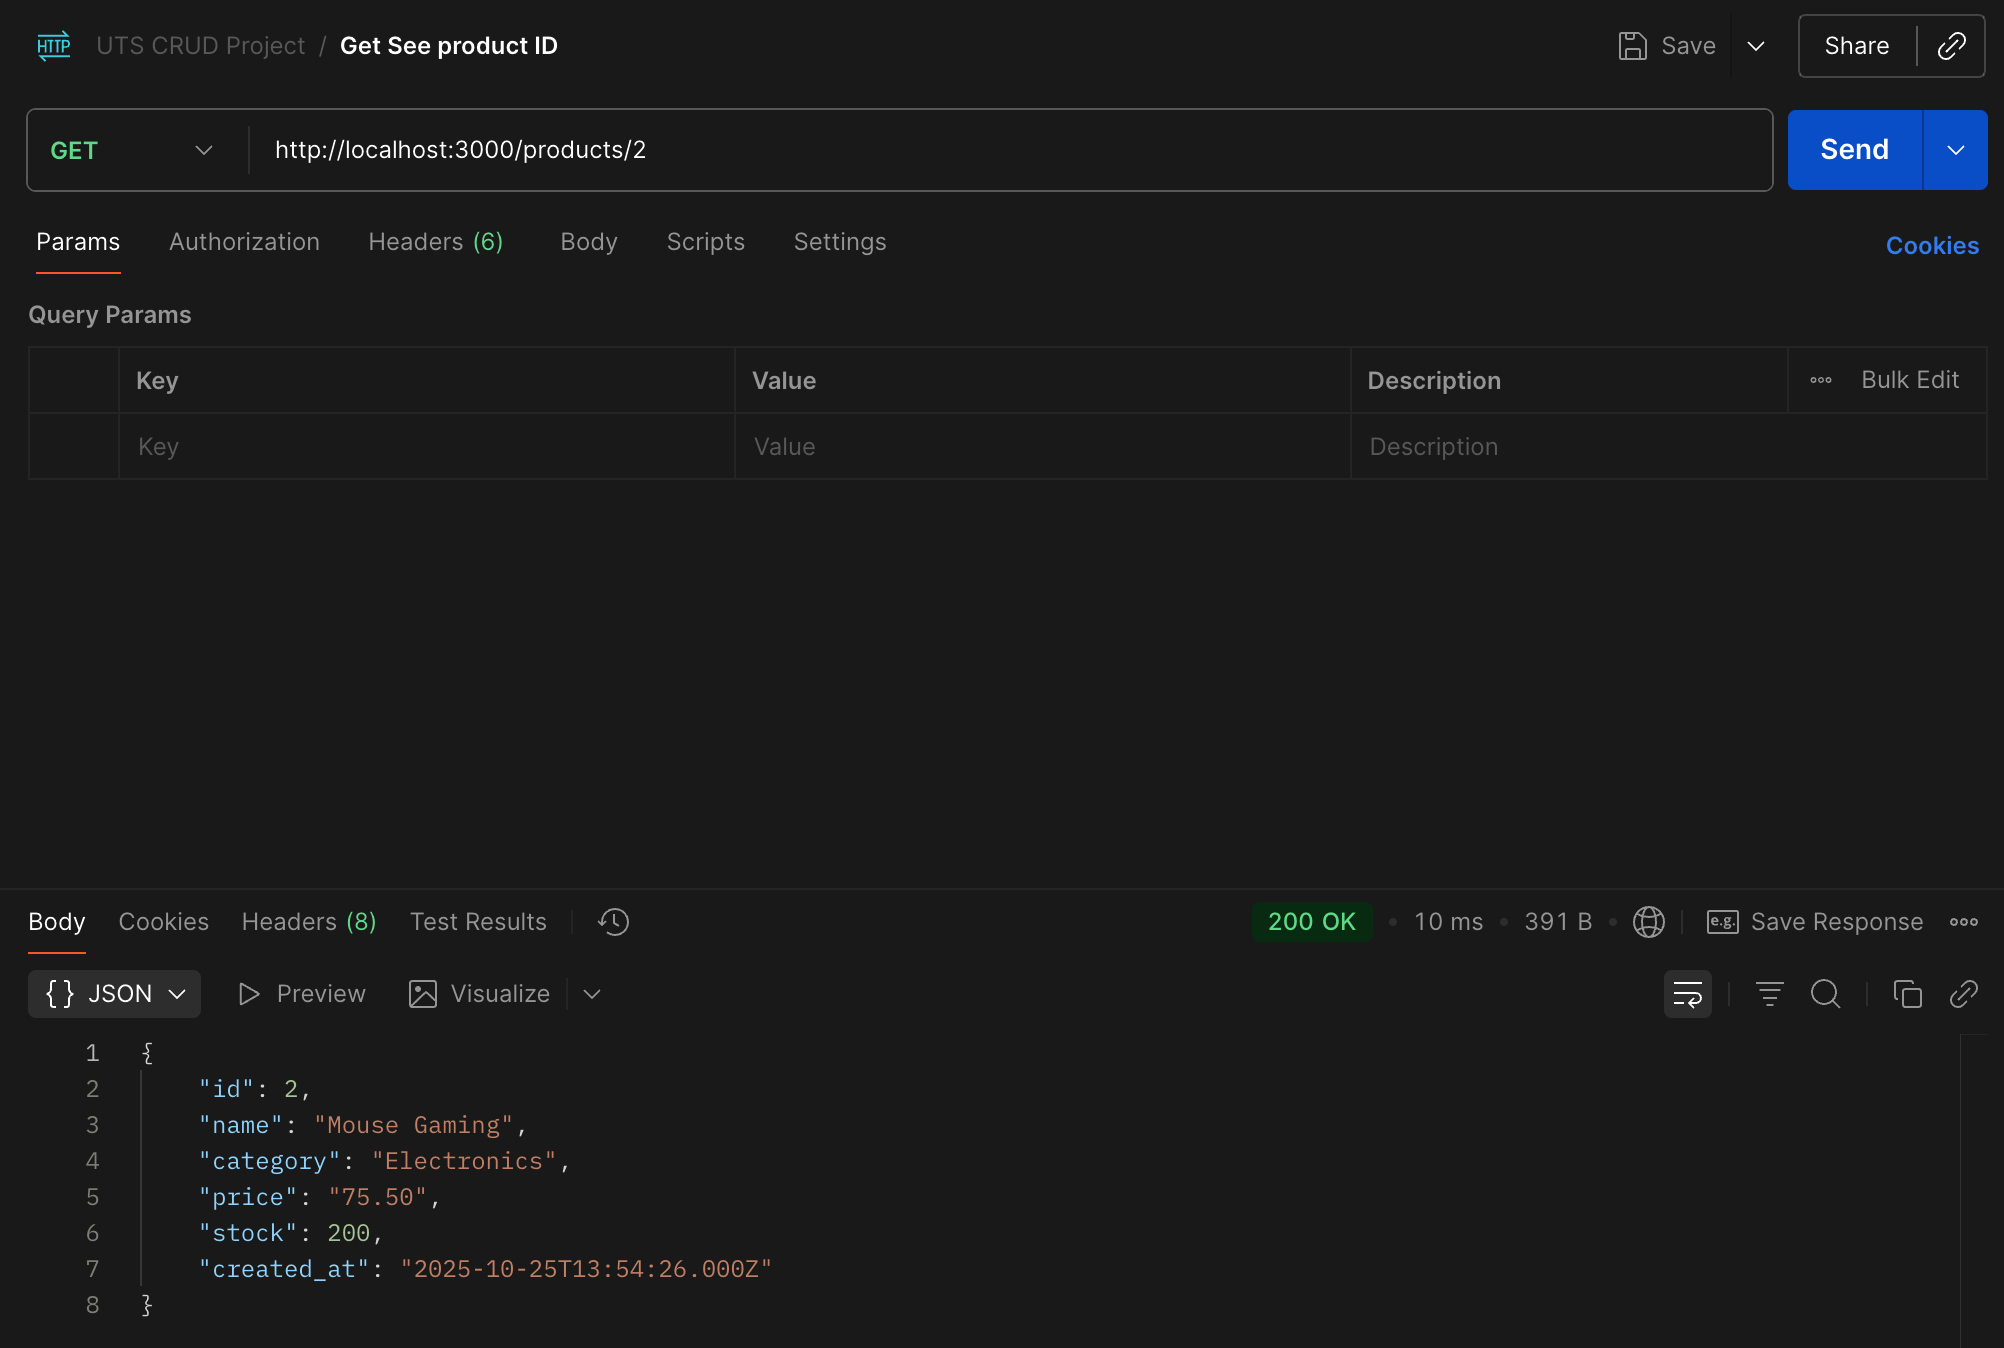 HTTP UTS CRUD Project / Get See product ID Save Share
GET http://localhost:3000/products/2 Send
Params Authorization Headers (6) Body Scripts Settings Cookies
Query Params
Key Value Description Bulk Edit
Key Value Description
Body Cookies Headers (8) Test Results 200 OK • 10 ms • 391 B • e.g. Save Response
{} JSON Preview Visualize
1 {
2 "id": 2,
3 "name": "Mouse Gaming",
4 "category": "Electronics",
5 "price": "75.50",
6 "stock": 200,
7 "created_at": "2025-10-25T13:54:26.000Z"
8 }